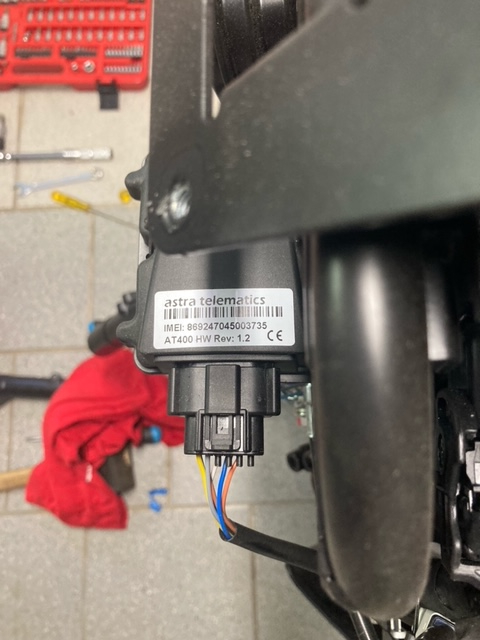 astra telematics
IMEI: 869247045003735
AT400 HW Rev: 1.2 CE